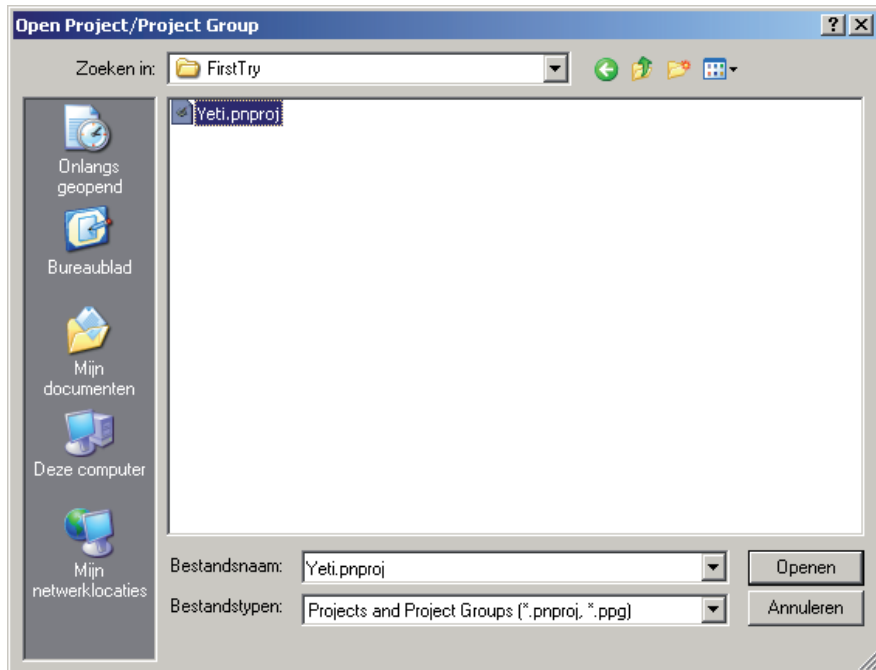 Open Project/Project Group
Zoeken in:
FirstTry
Yeti.pnproj
Onlangs
geopend
Bureaublad
Mijn
documenten
Deze computer
Mijn
netwerklocaties
Bestandsnaam:
Yeti.pnproj
Openen
Bestandstypen:
Projects and Project Groups (*.pnproj, *.ppg)
Annuleren